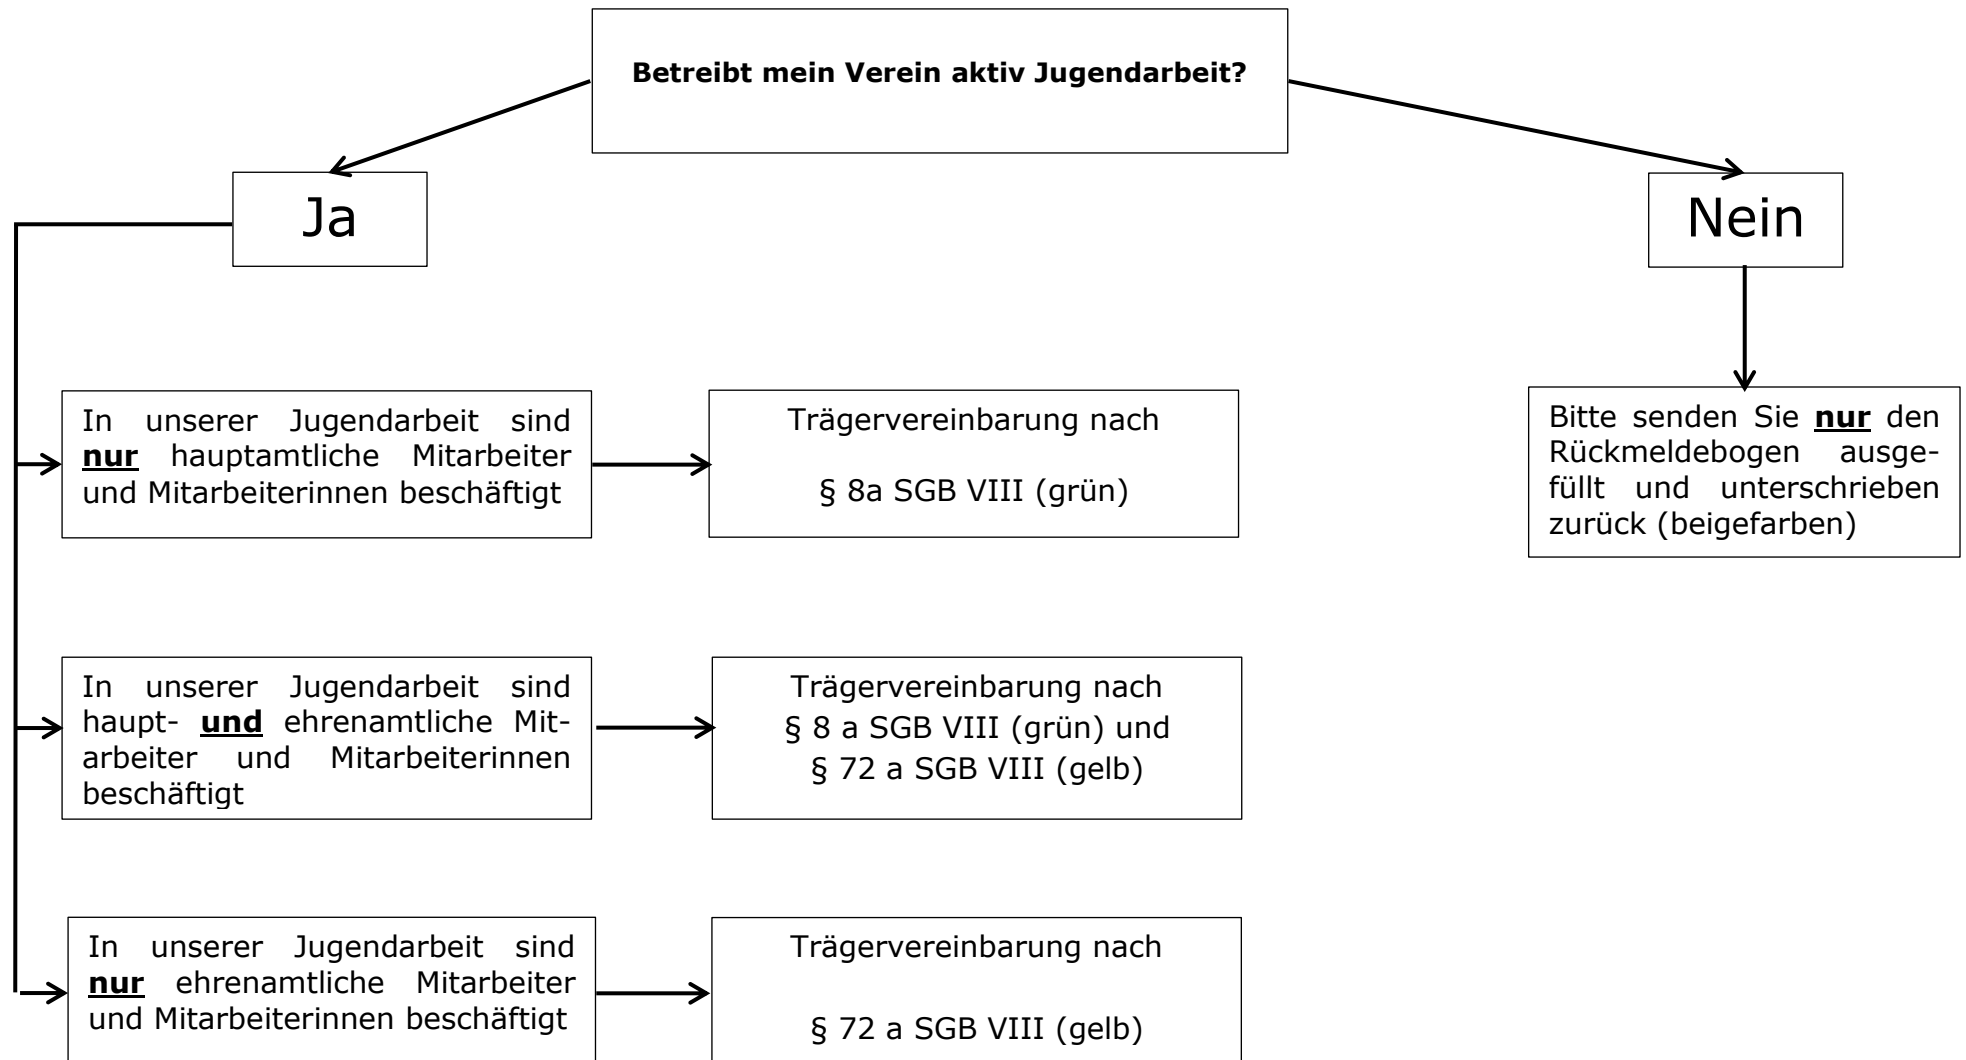 Betreibt mein Verein aktiv Jugendarbeit?
Ja
Nein
In unserer Jugendarbeit sind
nur hauptamtliche Mitarbeiter
und Mitarbeiterinnen beschäftigt
Trägervereinbarung nach
§ 8a SGB VIII (grün)
Bitte senden Sie nur den
Rückmeldebogen ausge-
füllt und unterschrieben
zurück (beigefarben)
In unserer Jugendarbeit sind
haupt- und ehrenamtliche Mit-
arbeiter und Mitarbeiterinnen
beschäftigt
Trägervereinbarung nach
§ 8 a SGB VIII (grün) und
§ 72 a SGB VIII (gelb)
In unserer Jugendarbeit sind
nur ehrenamtliche Mitarbeiter
und Mitarbeiterinnen beschäftigt
Trägervereinbarung nach
§ 72 a SGB VIII (gelb)